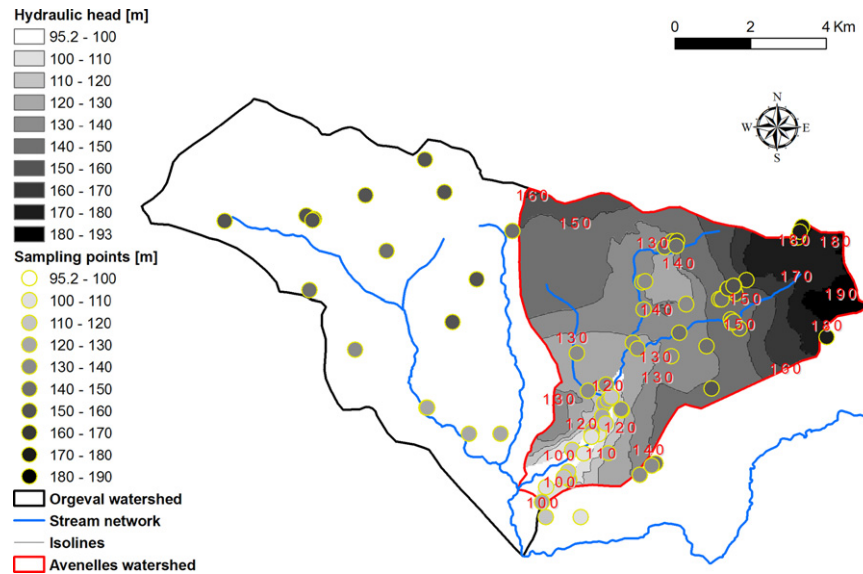 Hydraulic head [m]
95.2 - 100
100 - 110
110 - 120
120 - 130
130 - 140
140 - 150
150 - 160
160 - 170
170 - 180
180 - 193
Sampling points [m]
95.2 - 100
100 - 110
110 - 120
120 - 130
130 - 140
140 - 150
150 - 160
160 - 170
170 - 180
180 - 190
Orgeval watershed
Stream network
Isolines
Avenelles watershed
0 2 4 Km
N
W E
S
160
150
130
140
180 180
170
190
150
140
150
180
130
130
130
160
120
130
120 120
140
100 110
100
100